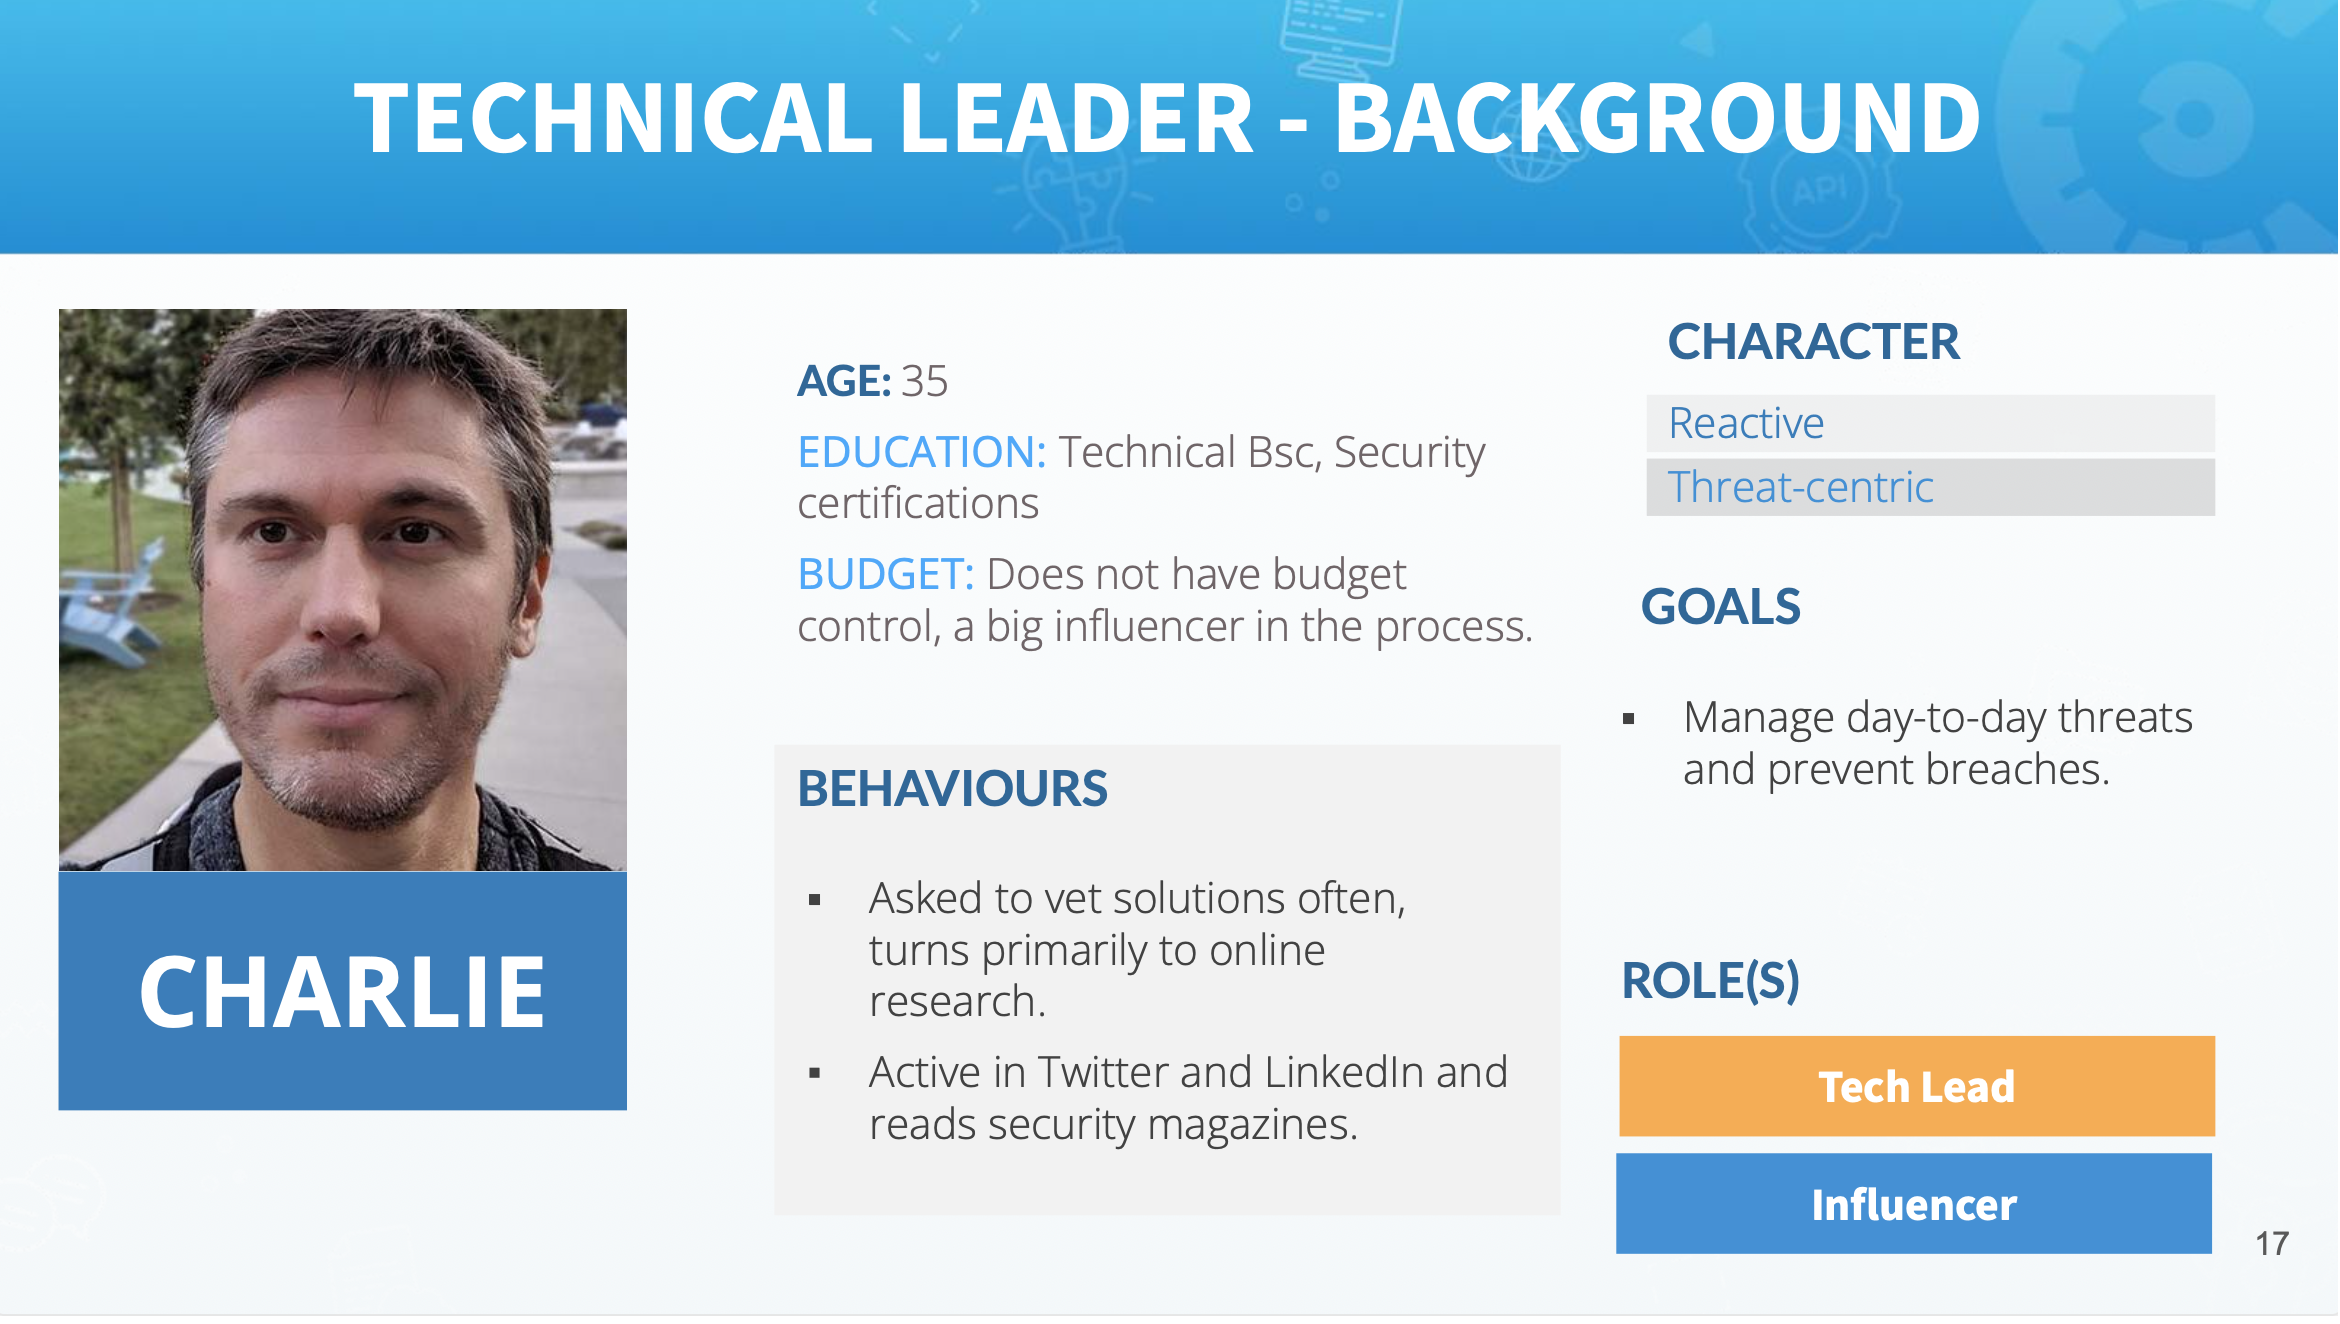 TECHNICAL LEADER - BACKGROUND
API
CHARLIE
AGE: 35
EDUCATION: Technical Bsc, Security
certifications
BUDGET: Does not have budget
control, a big influencer in the process.
BEHAVIOURS
▪ Asked to vet solutions often,
turns primarily to online
research.
▪ Active in Twitter and LinkedIn and
reads security magazines.
CHARACTER
Reactive
Threat-centric
GOALS
▪ Manage day-to-day threats
and prevent breaches.
ROLE(S)
Tech Lead
Influencer
17